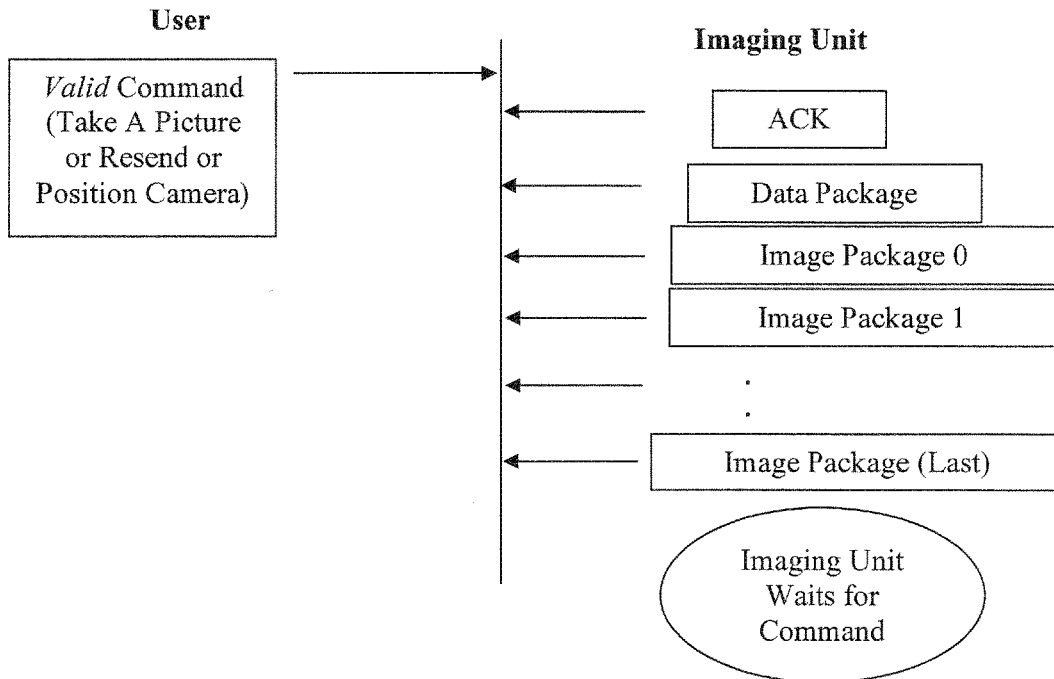 User
Valid Command
(Take A Picture
or Resend or
Position Camera)
Imaging Unit
ACK
Data Package
Image Package 0
Image Package 1
.
.
Image Package (Last)
Imaging Unit
Waits for
Command